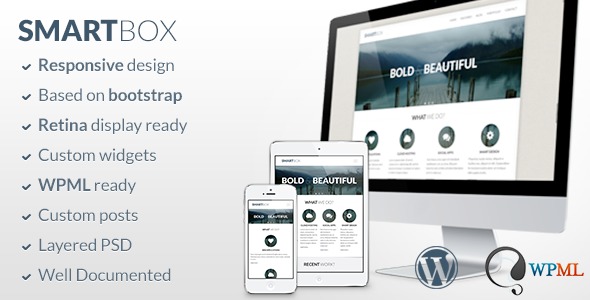 SMARTBOX
Responsive design
Based on bootstrap
Retina display ready
Custom widgets
WPML ready
Custom posts
Layered PSD
Well Documented
SMARTBOX
BOLD
BEAUTIFUL
WHAT WE DO?
SMARTBOX
BOLD BEAUTIFUL
WHAT WE DO?
RECENT WORK
SMARTBOX
BOLD BEAUTIFUL
WHAT WE DO?
WPML